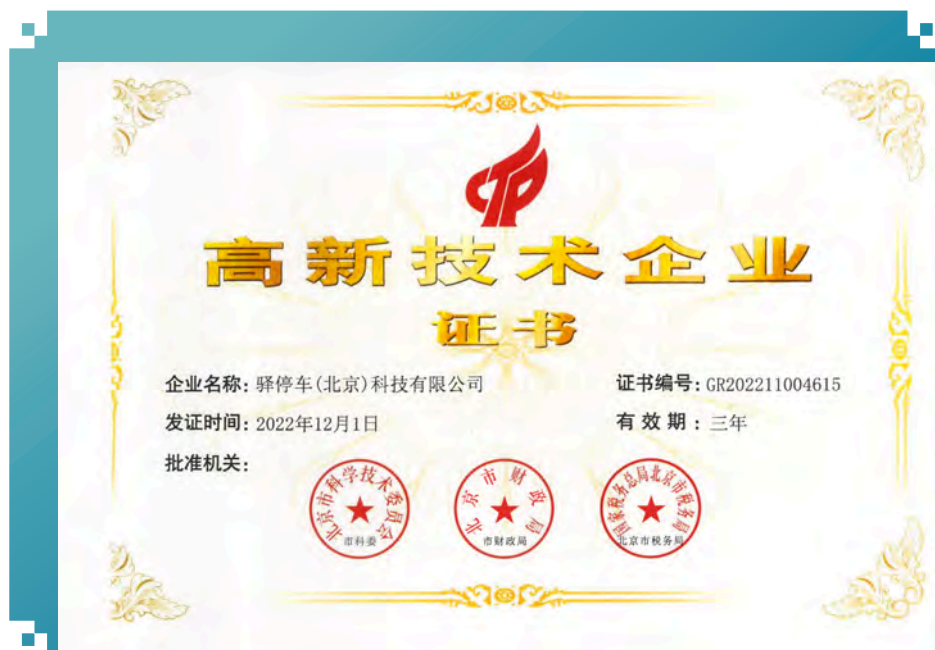 高新技术企业
证书
企业名称：驿停车(北京)科技有限公司 证书编号：GR202211004615
发证时间：2022年12月1日 有效期：三年
批准机关：
北京市科学技术委员会 市科委
北京市财政局 市财政局
国家税务总局北京市税务局 北京市税务局